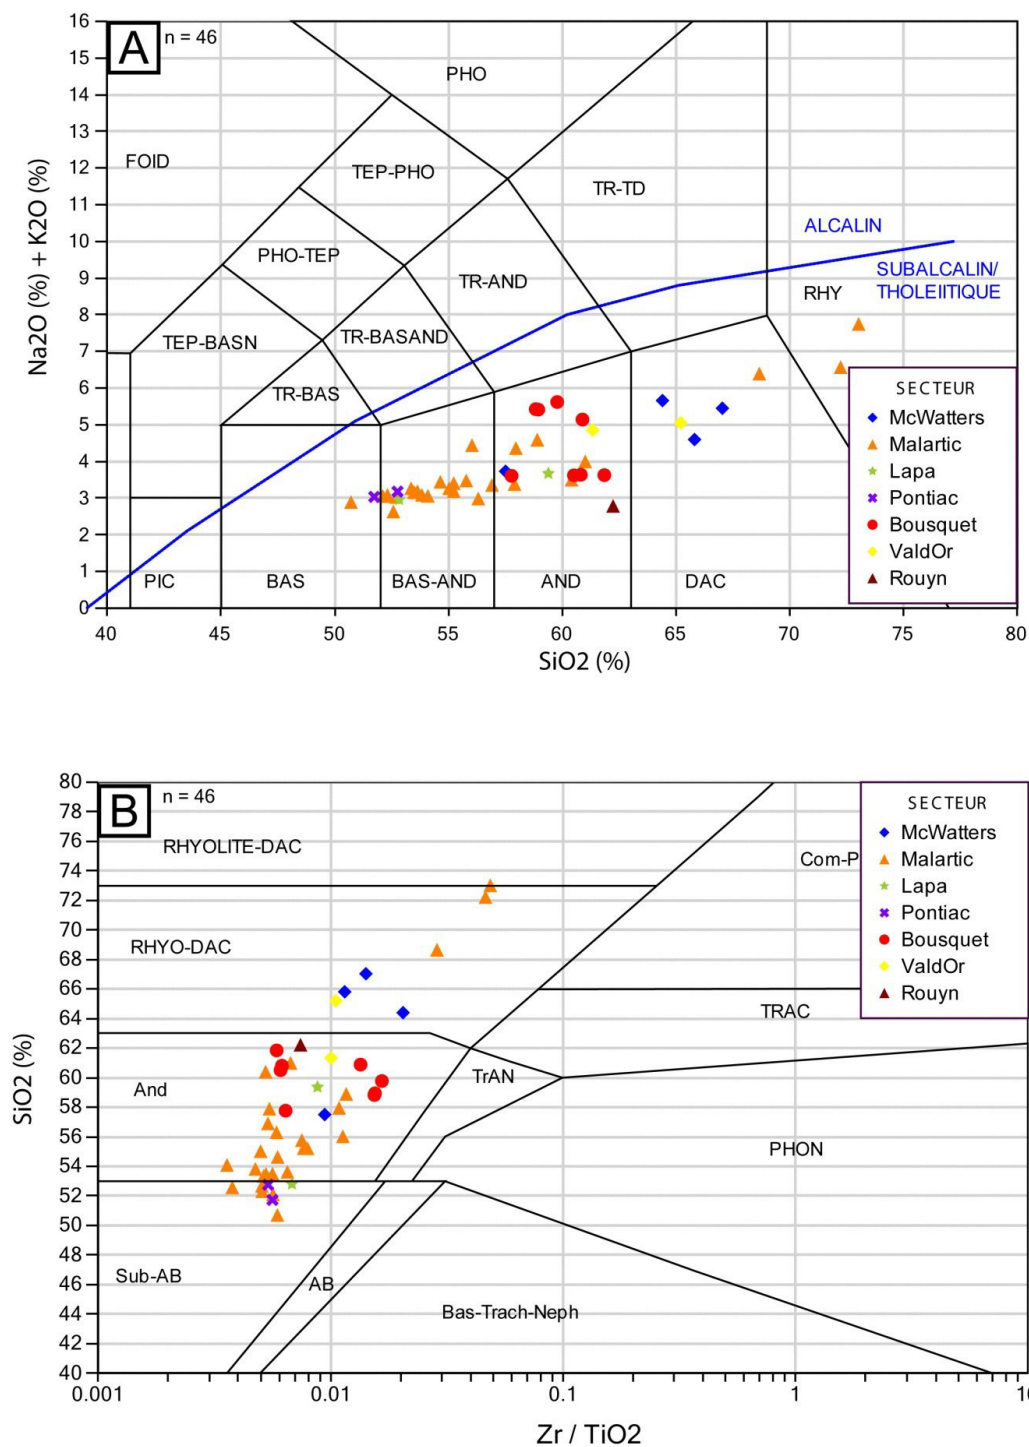 A
n = 46
Na2O (%) + K2O (%)
16
15
14
13
12
11
10
9
8
7
6
5
4
3
2
1
0
PHO
FOID
TEP-PHO
TR-TD
ALCALIN
PHO-TEP
TR-AND
SUBALCALIN/
THOLEIITIQUE
RHY
TEP-BASN
TR-BASAND
TR-BAS
PIC
BAS
BAS-AND
AND
DAC
SECTEUR
McWatters
Malartic
Lapa
Pontiac
Bousquet
ValdOr
Rouyn
40 45 50 55 60 65 70 75 80
SiO2 (%)
B
n = 46
SiO2 (%)
80
78
76
74
72
70
68
66
64
62
60
58
56
54
52
50
48
46
44
42
40
RHYOLITE-DAC
Com-P
RHYO-DAC
TRAC
And
TrAN
PHON
Sub-AB
AB
Bas-Trach-Neph
SECTEUR
McWatters
Malartic
Lapa
Pontiac
Bousquet
ValdOr
Rouyn
0.001 0.01 0.1 1
Zr / TiO2